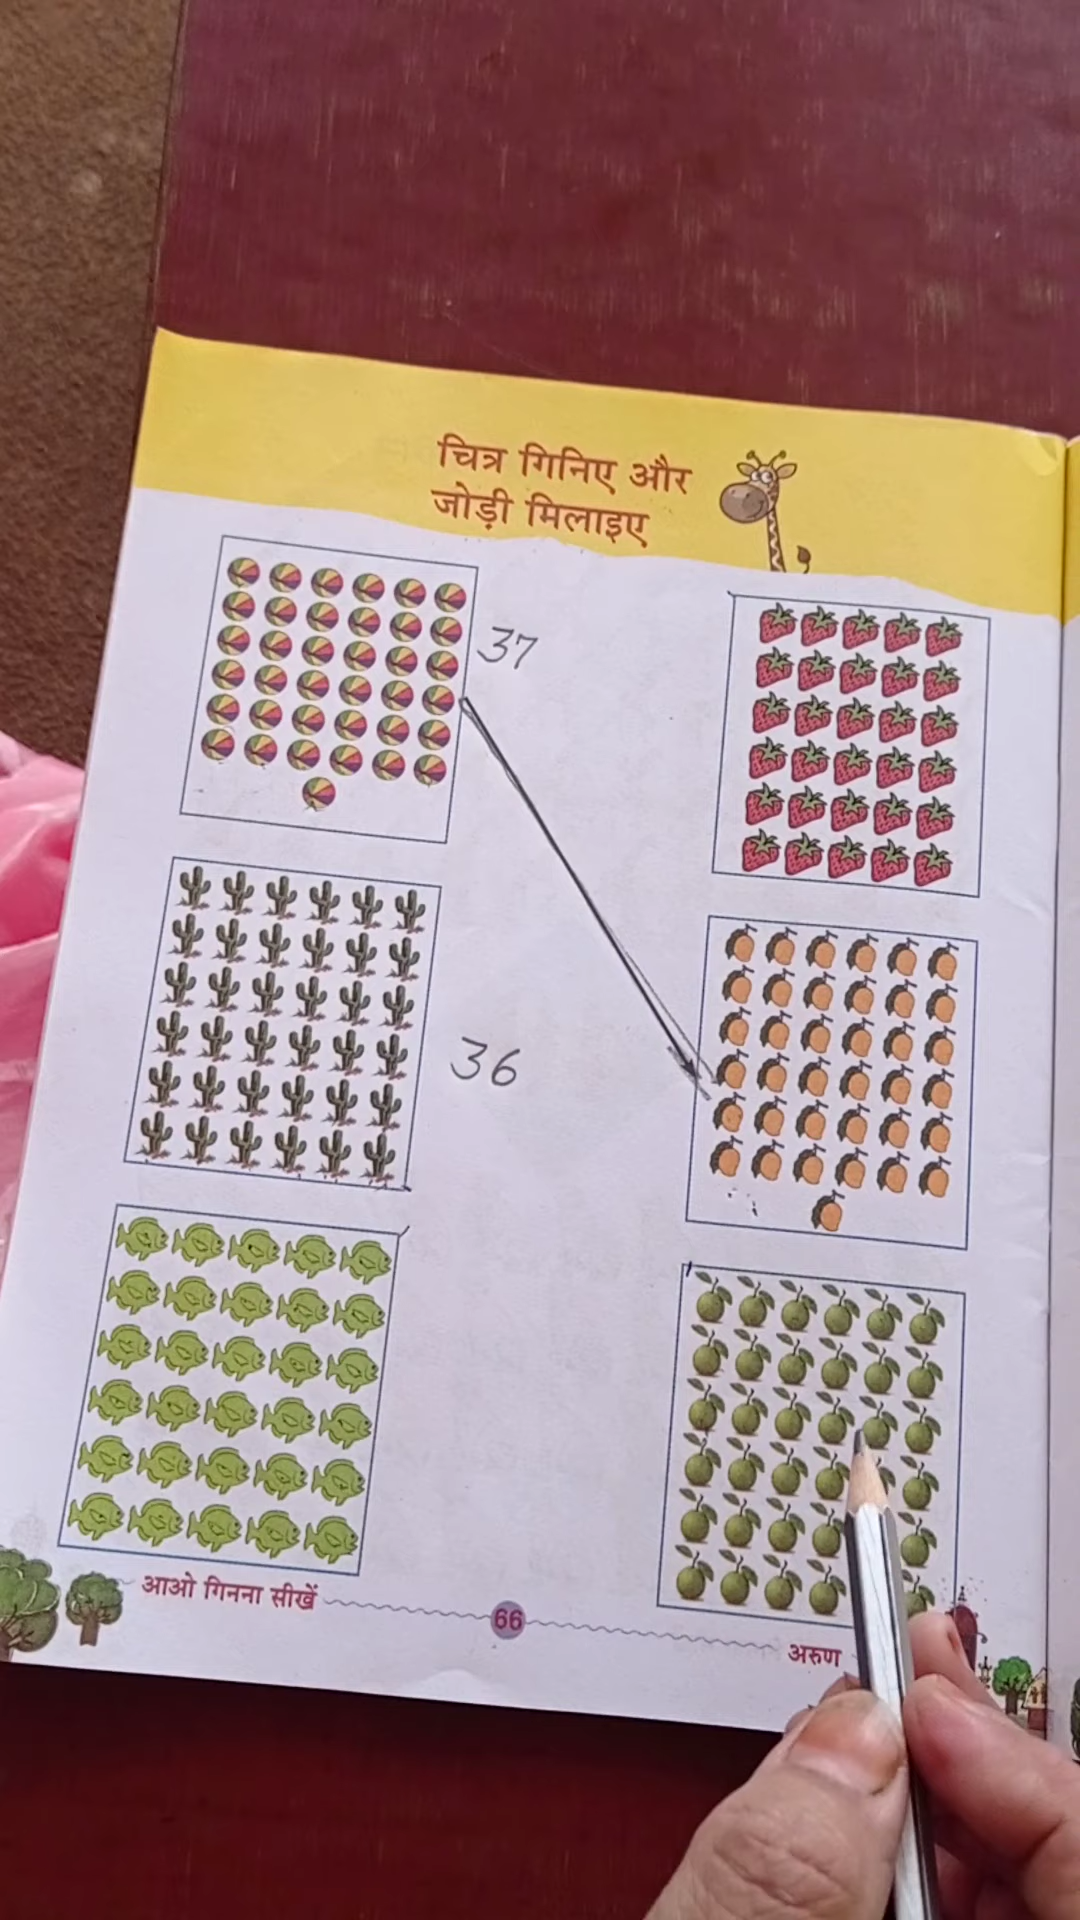 चित्र गिनिए और
जोड़ी मिलाइए
37
36
आओ गिनना सीखें
66
अरुण